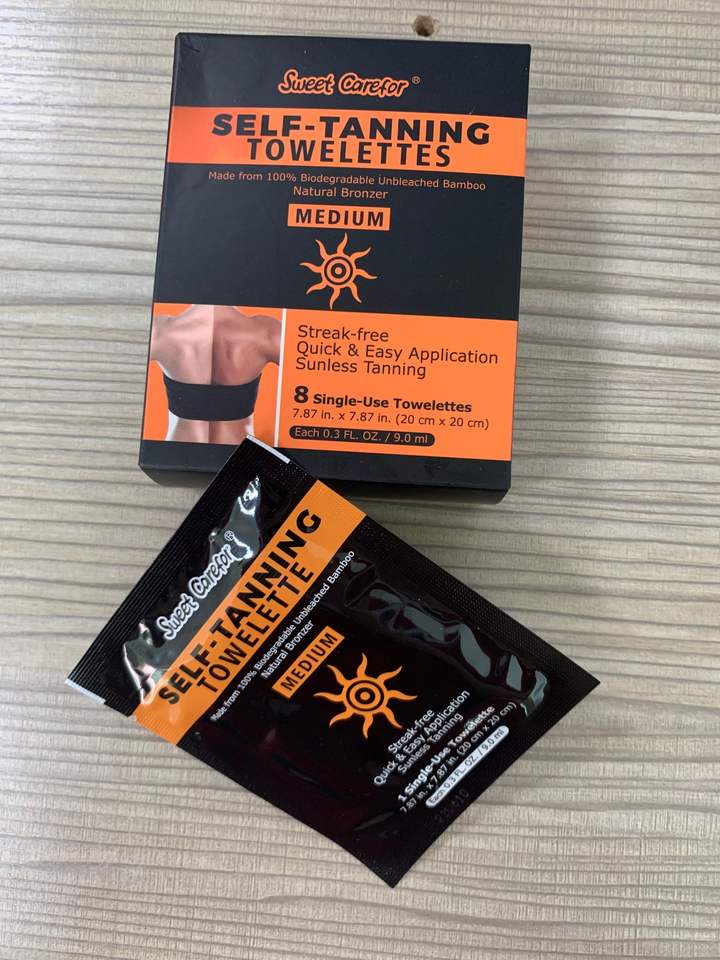 Sweet Carefor®
SELF-TANNING
TOWELETTES
Made from 100% Biodegradable Unbleached Bamboo
Natural Bronzer
MEDIUM
Streak-free
Quick & Easy Application
Sunless Tanning
8 Single-Use Towelettes
7.87 in. x 7.87 in. (20 cm x 20 cm)
Each 0.3 FL. OZ. / 9.0 ml
Sweet Carefor®
SELF-TANNING
TOWELETTE
Made from 100% Biodegradable Unbleached Bamboo
Natural Bronzer
MEDIUM
Streak-free
Quick & Easy Application
Sunless Tanning
1 Single-Use Towelette
7.87 in. x 7.87 in. (20 cm x 20 cm)
Each 0.3 FL. OZ. / 9.0 ml